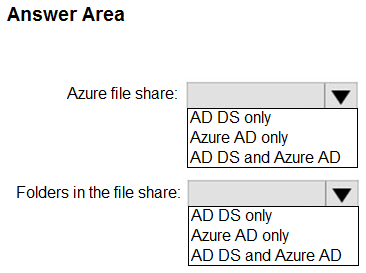 Answer Area
Azure file share:
AD DS only
Azure AD only
AD DS and Azure AD
Folders in the file share:
AD DS only
Azure AD only
AD DS and Azure AD